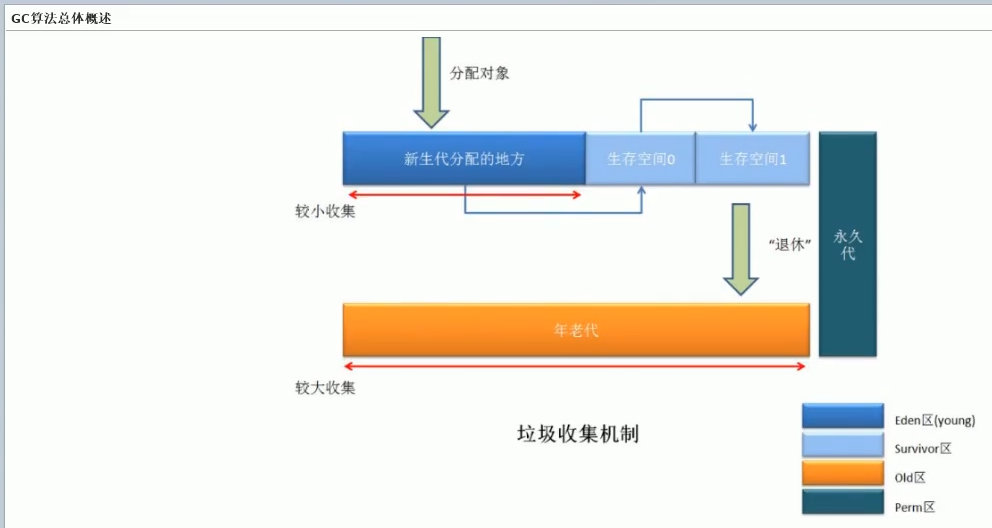 GC算法总体概述
分配对象
新生代分配的地方
生存空间0
生存空间1
较小收集
“退休”
永久
代
年老代
较大收集
垃圾收集机制
Eden区(young)
Survivor区
Old区
Perm区